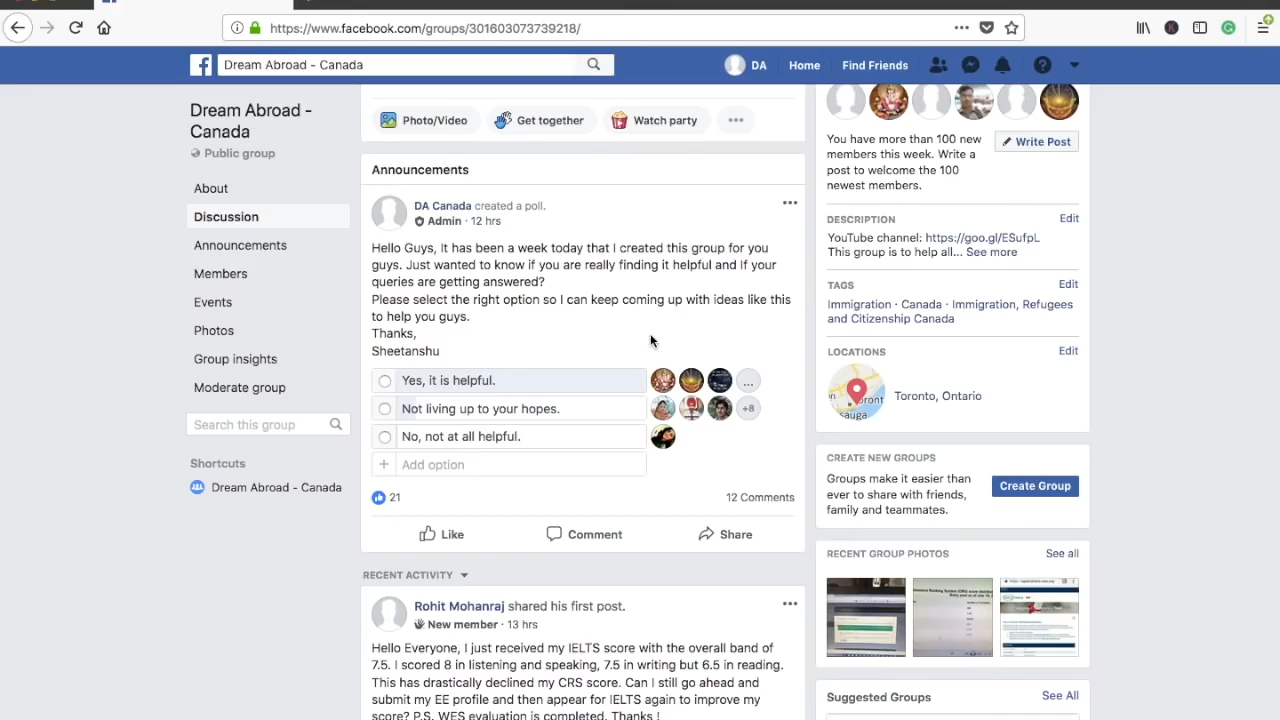 https://www.facebook.com/groups/301603073739218/
Dream Abroad - Canada
DA
Home
Find Friends
Dream Abroad -
Canada
Public group
About
Discussion
Announcements
Members
Events
Photos
Group insights
Moderate group
Search this group
Shortcuts
Dream Abroad - Canada
Photo/Video
Get together
Watch party
Announcements
DA Canada created a poll.
Admin · 12 hrs
Hello Guys, It has been a week today that I created this group for you
guys. Just wanted to know if you are really finding it helpful and If your
queries are getting answered?
Please select the right option so I can keep coming up with ideas like this
to help you guys.
Thanks,
Sheetanshu
Yes, it is helpful.
...
Not living up to your hopes.
+8
No, not at all helpful.
+ Add option
21
12 Comments
Like
Comment
Share
RECENT ACTIVITY
Rohit Mohanraj shared his first post.
New member · 13 hrs
Hello Everyone, I just received my IELTS score with the overall band of
7.5. I scored 8 in listening and speaking, 7.5 in writing but 6.5 in reading.
This has drastically declined my CRS score. Can I still go ahead and
submit my EE profile and then appear for IELTS again to improve my
score? P.S. WES evaluation is completed. Thanks !
You have more than 100 new
members this week. Write a
post to welcome the 100
newest members.
Write Post
DESCRIPTION
Edit
YouTube channel: https://goo.gl/ESufpL
This group is to help all... See more
TAGS
Edit
Immigration · Canada · Immigration, Refugees
and Citizenship Canada
LOCATIONS
Edit
Toronto, Ontario
CREATE NEW GROUPS
Groups make it easier than
ever to share with friends,
family and teammates.
Create Group
RECENT GROUP PHOTOS
See all
Suggested Groups
See All